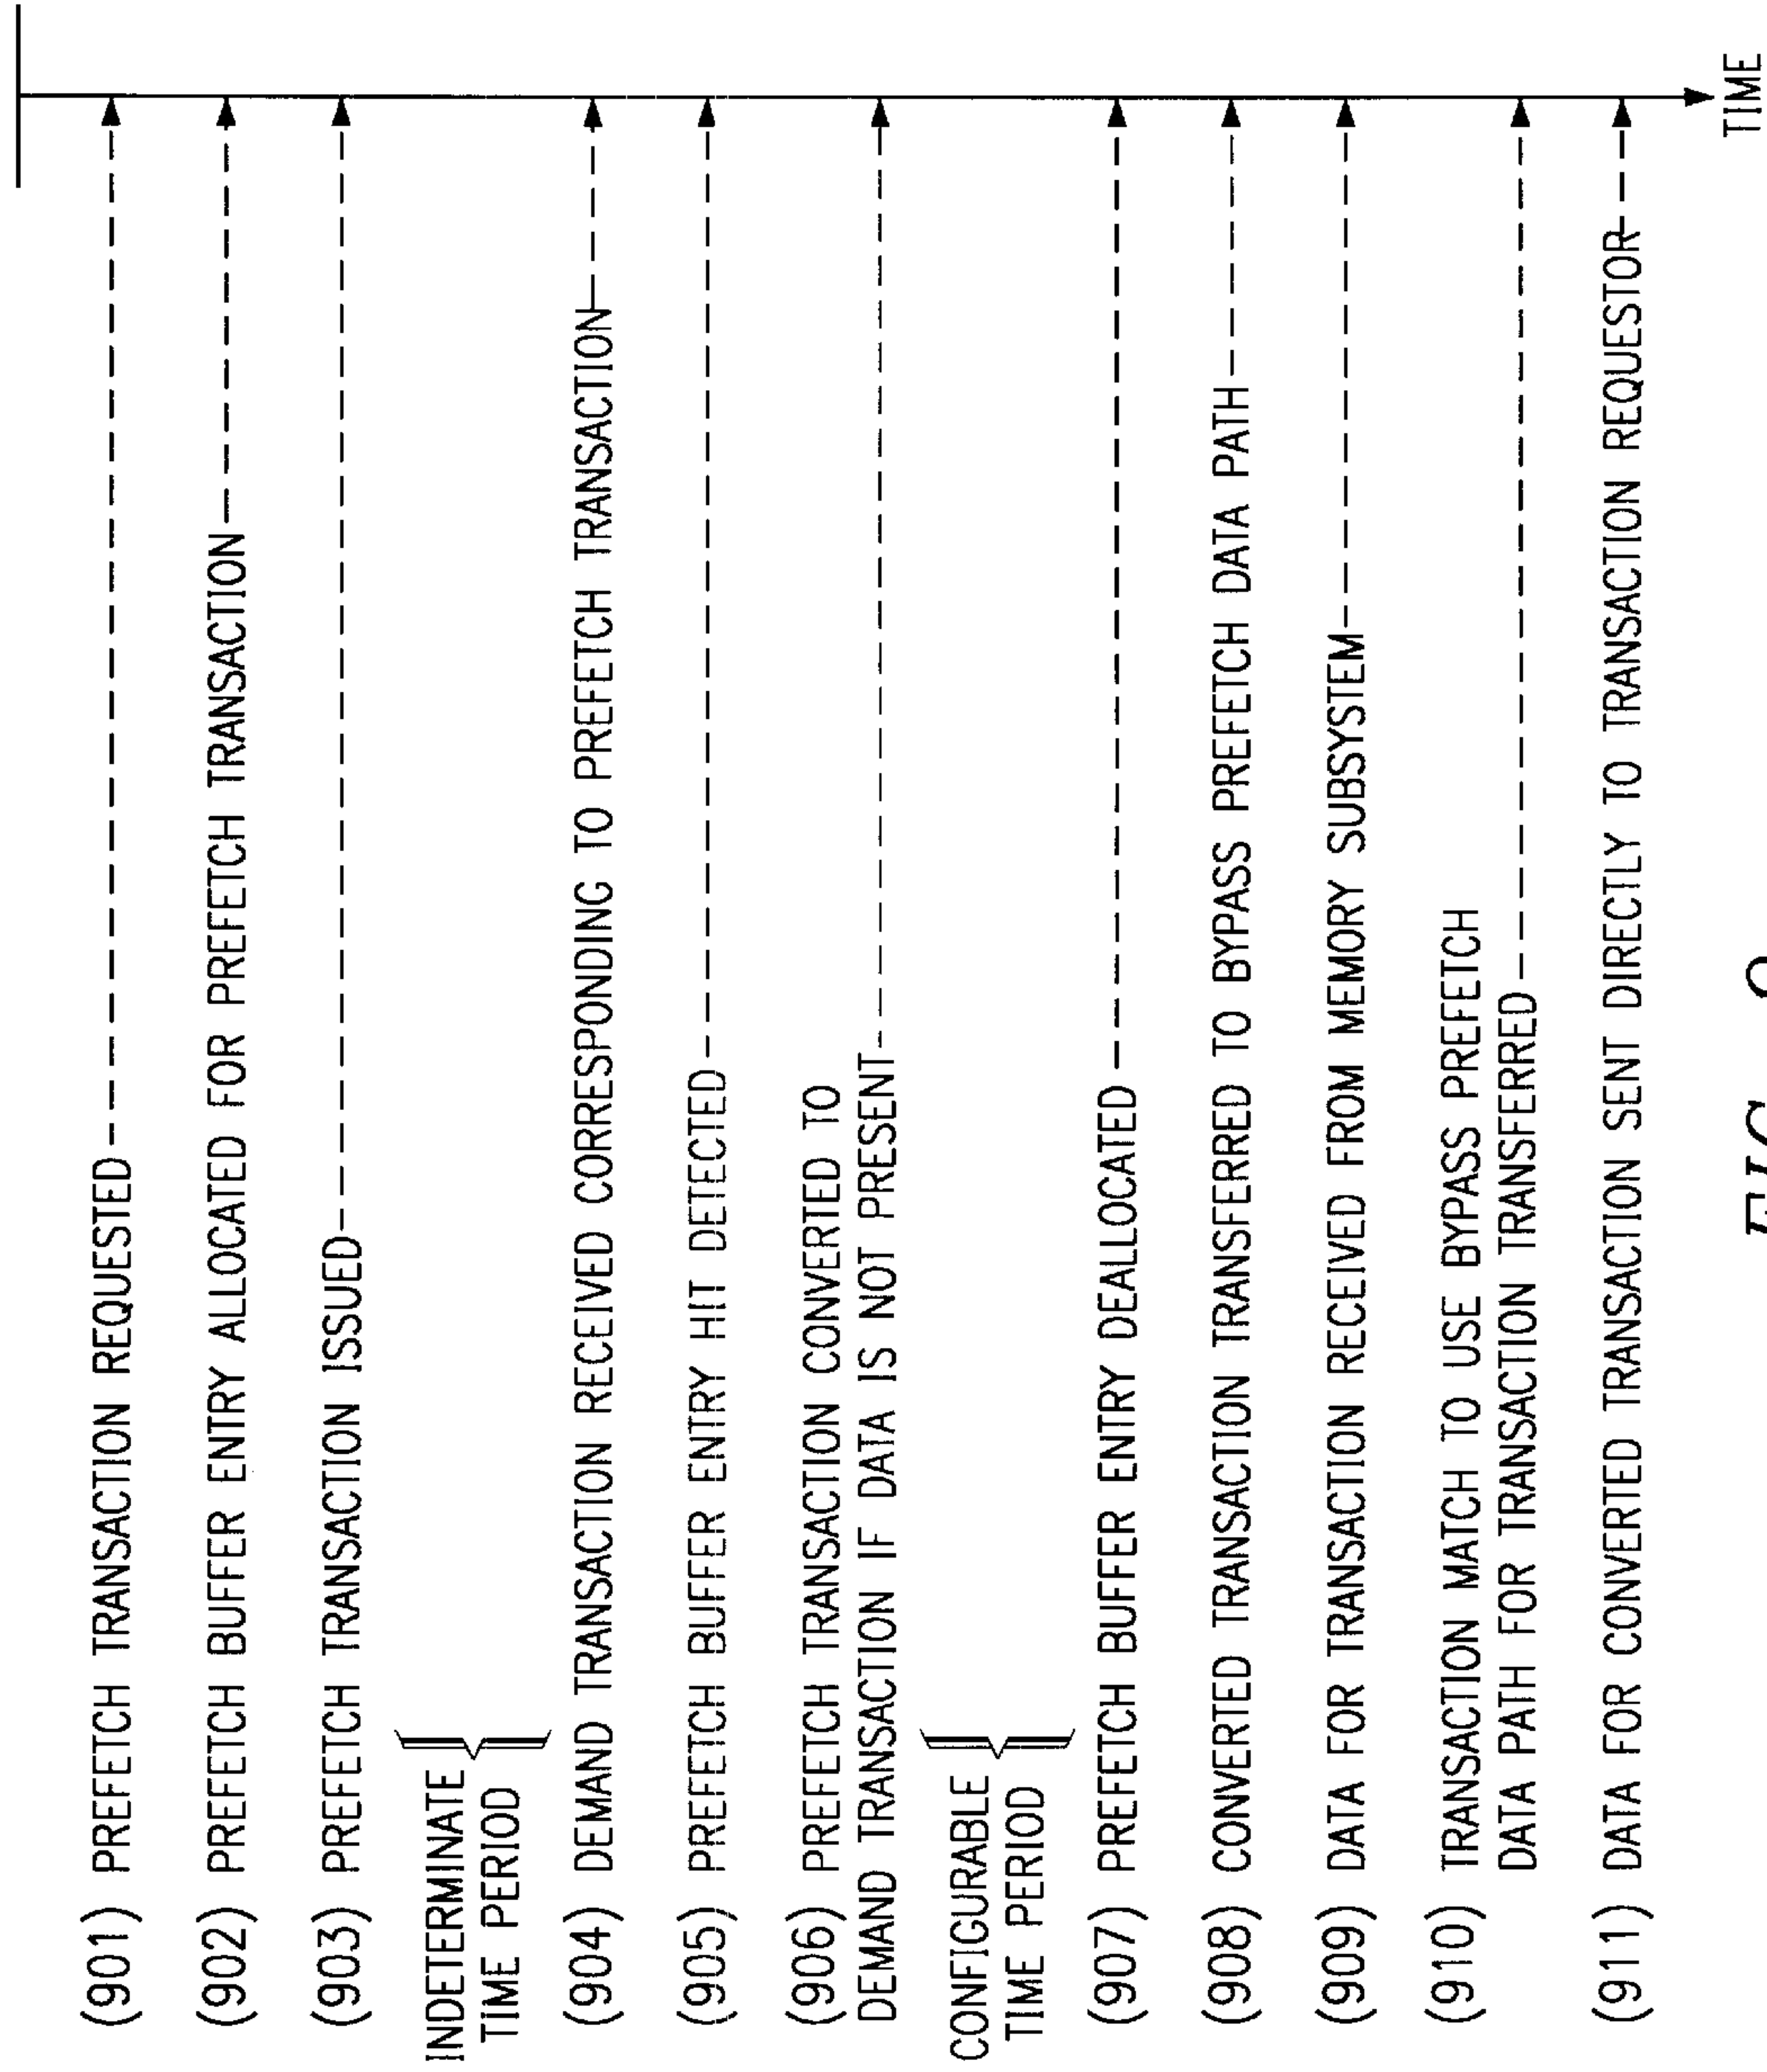 (901) PREFETCH TRANSACTION REQUESTED
(902) PREFETCH BUFFER ENTRY ALLOCATED FOR PREFETCH TRANSACTION
(903) PREFETCH TRANSACTION ISSUED
INDETERMINATE
TIME PERIOD
(904) DEMAND TRANSACTION RECEIVED CORRESPONDING TO PREFETCH TRANSACTION
(905) PREFETCH BUFFER ENTRY HIT DETECTED
(906) PREFETCH TRANSACTION CONVERTED TO
DEMAND TRANSACTION IF DATA IS NOT PRESENT
CONFIGURABLE
TIME PERIOD
(907) PREFETCH BUFFER ENTRY DEALLOCATED
(908) CONVERTED TRANSACTION TRANSFERRED TO BYPASS PREFETCH DATA PATH
(909) DATA FOR TRANSACTION RECEIVED FROM MEMORY SUBSYSTEM
(910) TRANSACTION MATCH TO USE BYPASS PREFETCH
DATA PATH FOR TRANSACTION TRANSFERRED
(911) DATA FOR CONVERTED TRANSACTION SENT DIRECTLY TO TRANSACTION REQUESTOR
TIME